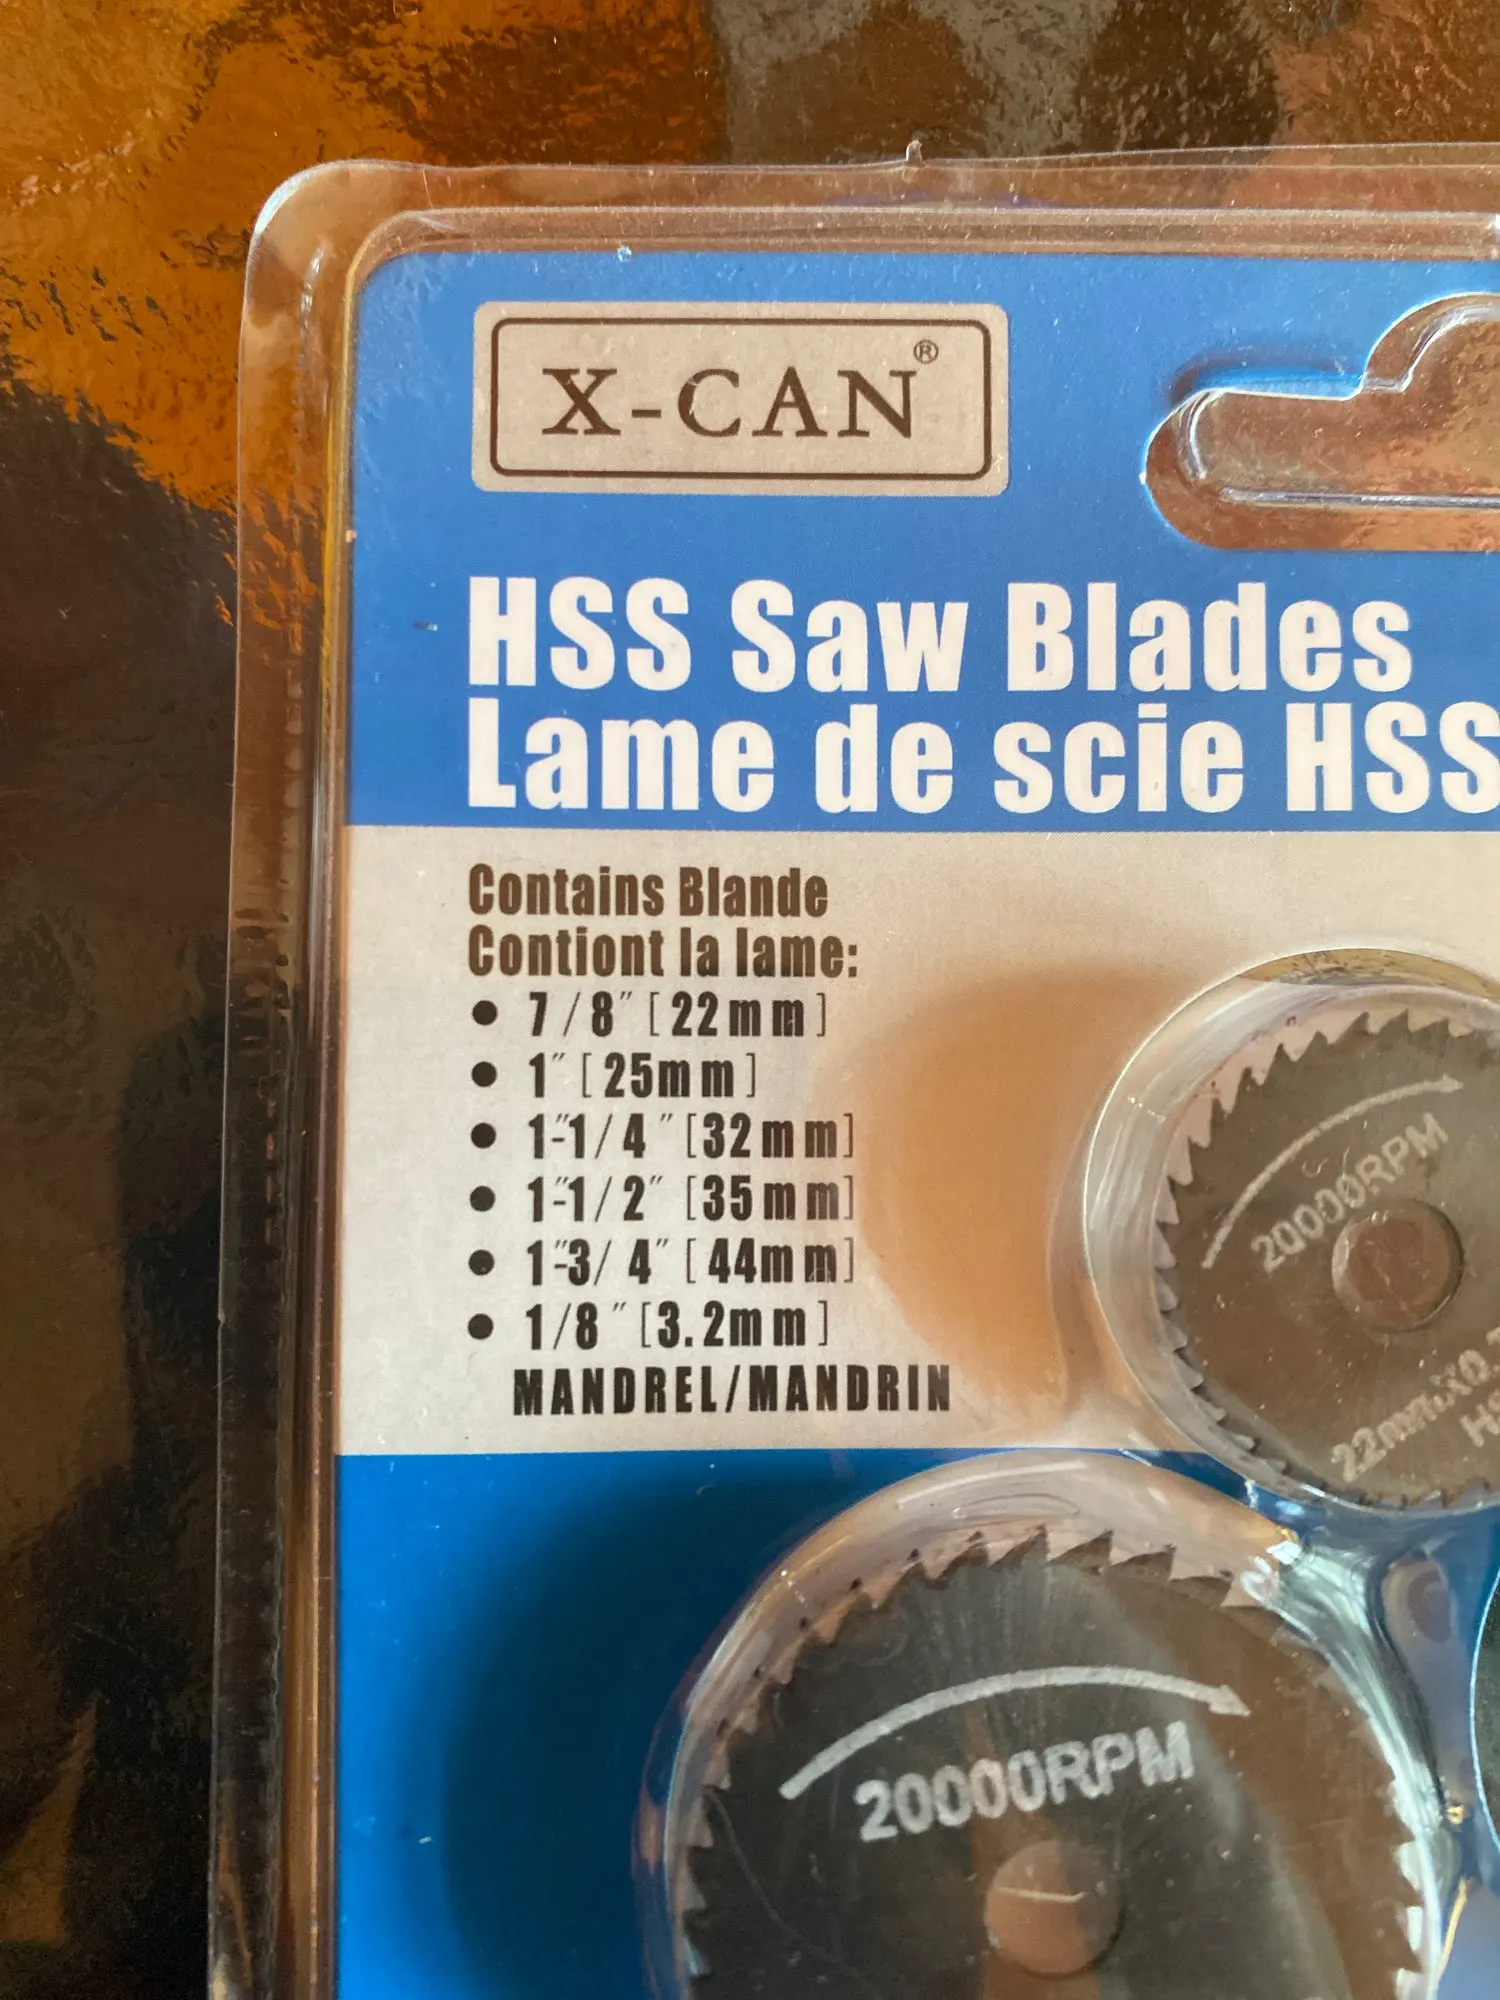 X-CAN®
HSS Saw Blades
Lame de scie HSS
Contains Blande
Contiont la lame:
● 7/8″ [22mm]
● 1″ [25mm]
● 1″-1/4″ [32mm]
● 1″-1/2″ [35mm]
● 1″-3/4″ [44mm]
● 1/8″ [3.2mm]
MANDREL/MANDRIN
20000RPM
22mmX0.
20000RPM